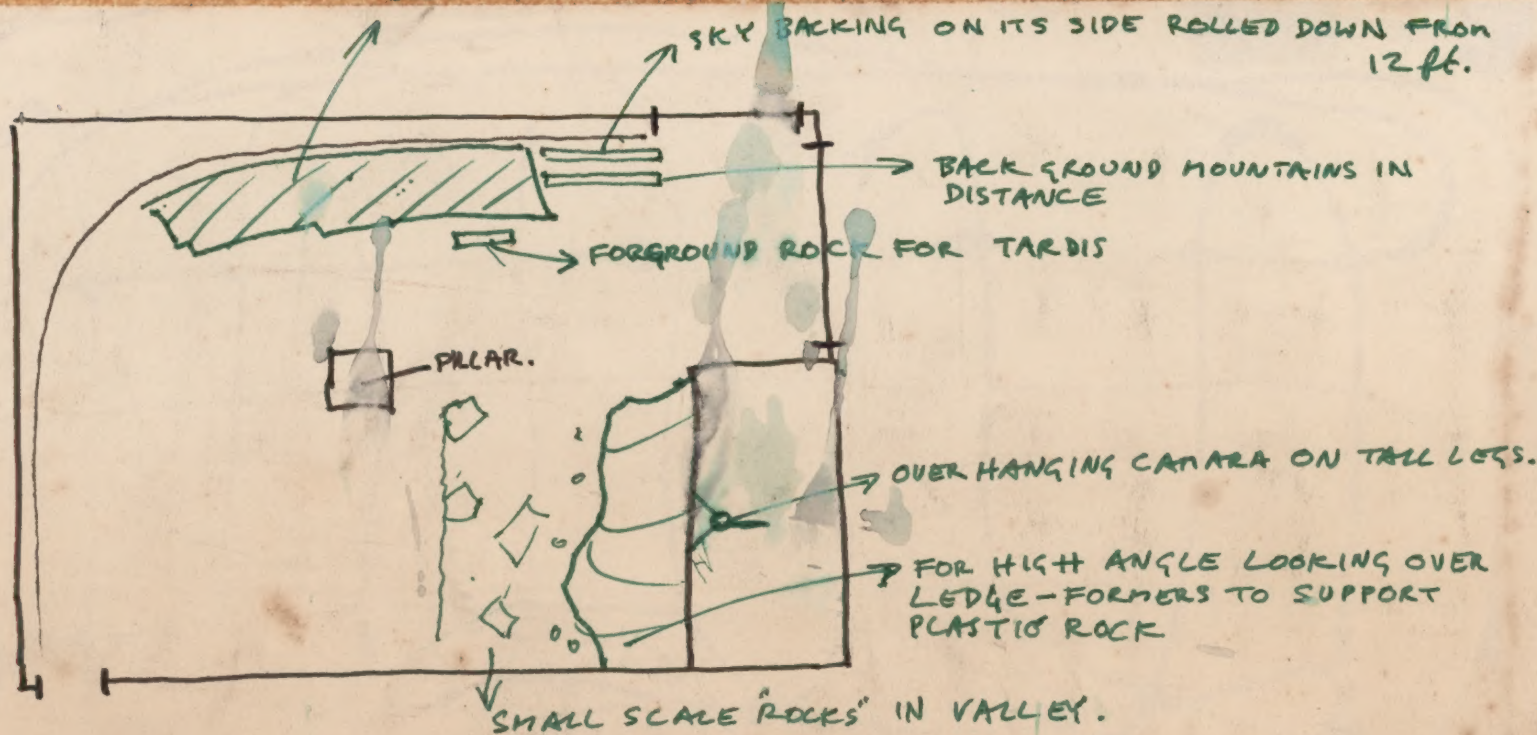 SKY BACKING ON ITS SIDE ROLLED DOWN FROM
12 ft.
BACK GROUND MOUNTAINS IN
DISTANCE
FORGROUND ROCK FOR TARDIS
PILLAR.
OVER HANGING CAMARA ON TALL LEGS.
FOR HIGH ANGLE LOOKING OVER
LEDGE-FORMERS TO SUPPORT
PLASTIC ROCK
SMALL SCALE "ROCKS" IN VALLEY.